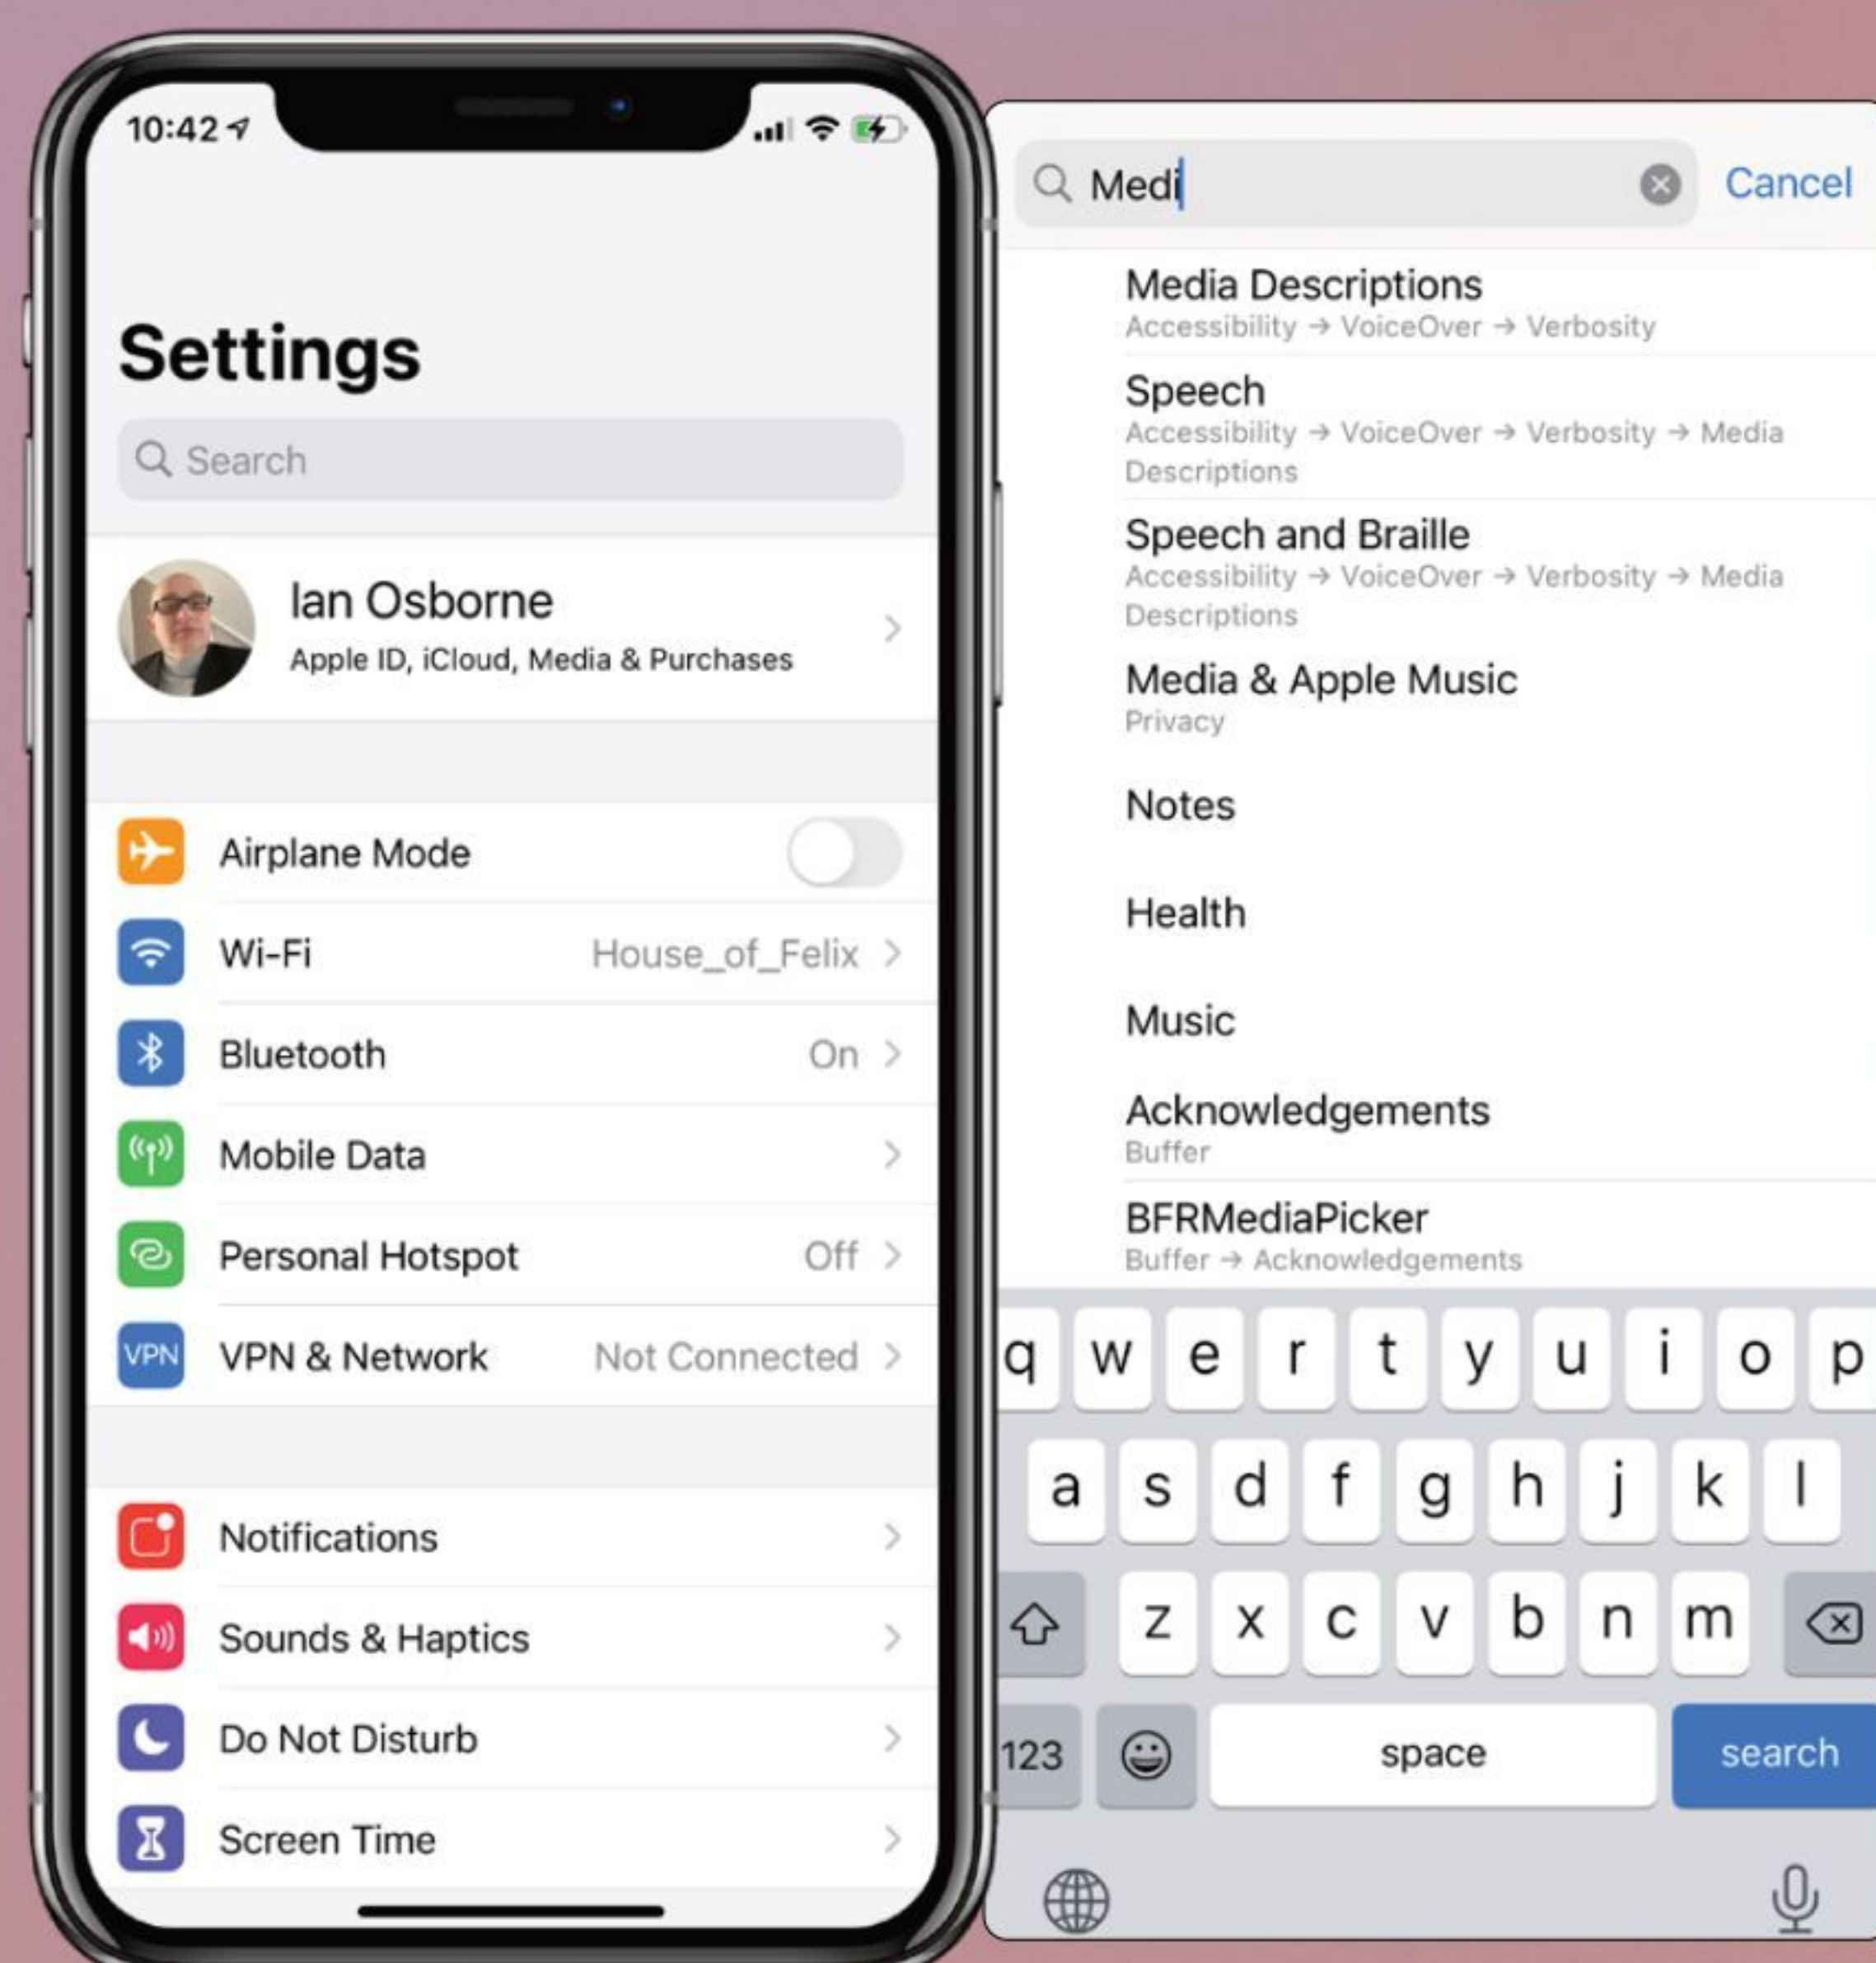 10:42
Settings
Search
Ian Osborne
Apple ID, iCloud, Media & Purchases
Airplane Mode
Wi-Fi House_of_Felix
Bluetooth On
Mobile Data
Personal Hotspot Off
VPN VPN & Network Not Connected
Notifications
Sounds & Haptics
Do Not Disturb
Screen Time
Medi Cancel
Media Descriptions
Accessibility → VoiceOver → Verbosity
Speech
Accessibility → VoiceOver → Verbosity → Media
Descriptions
Speech and Braille
Accessibility → VoiceOver → Verbosity → Media
Descriptions
Media & Apple Music
Privacy
Notes
Health
Music
Acknowledgements
Buffer
BFRMediaPicker
Buffer → Acknowledgements
q w e r t y u i o p
a s d f g h j k l
z x c v b n m
123 space search